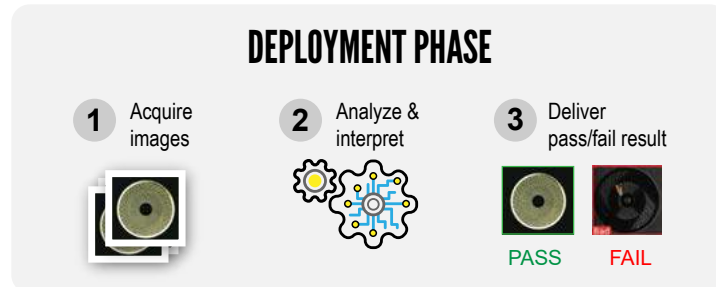 DEPLOYMENT PHASE
1 Acquire
images
2 Analyze &
interpret
3 Deliver
pass/fail result
PASS
FAIL